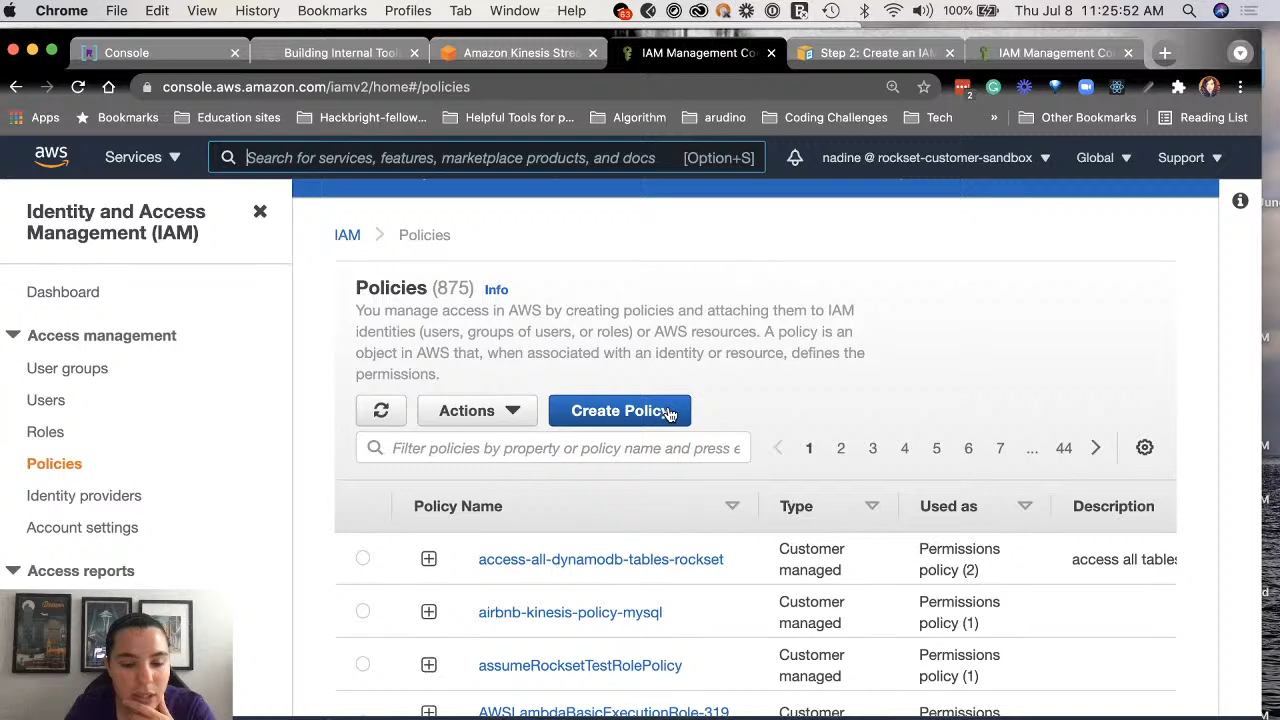 Chrome File Edit View History Bookmarks Profiles Tab Window Help 63 100% Thu Jul 8 11:25:52 AM
Console Building Internal Tool Amazon Kinesis Stre IAM Management Co Step 2: Create an IAM IAM Management Co
console.aws.amazon.com/iamv2/home#/policies 2
Apps Bookmarks Education sites Hackbright-fellow... Helpful Tools for p... Algorithm arudino Coding Challenges Tech » Other Bookmarks Reading List
aws Services Search for services, features, marketplace products, and docs [Option+S] nadine @ rockset-customer-sandbox Global Support
Identity and Access
Management (IAM)
Dashboard
Access management
User groups
Users
Roles
Policies
Identity providers
Account settings
Access reports
IAM > Policies
Policies (875) Info
You manage access in AWS by creating policies and attaching them to IAM
identities (users, groups of users, or roles) or AWS resources. A policy is an
object in AWS that, when associated with an identity or resource, defines the
permissions.
Actions Create Policy
Filter policies by property or policy name and press e 1 2 3 4 5 6 7 ... 44
Policy Name Type Used as Description
access-all-dynamodb-tables-rockset Customer managed Permissions policy (2) access all tables
airbnb-kinesis-policy-mysql Customer managed Permissions policy (1)
assumeRocksetTestRolePolicy Customer managed Permissions policy (1)
AWSLambdaBasicExecutionRole-319 Customer Permissions